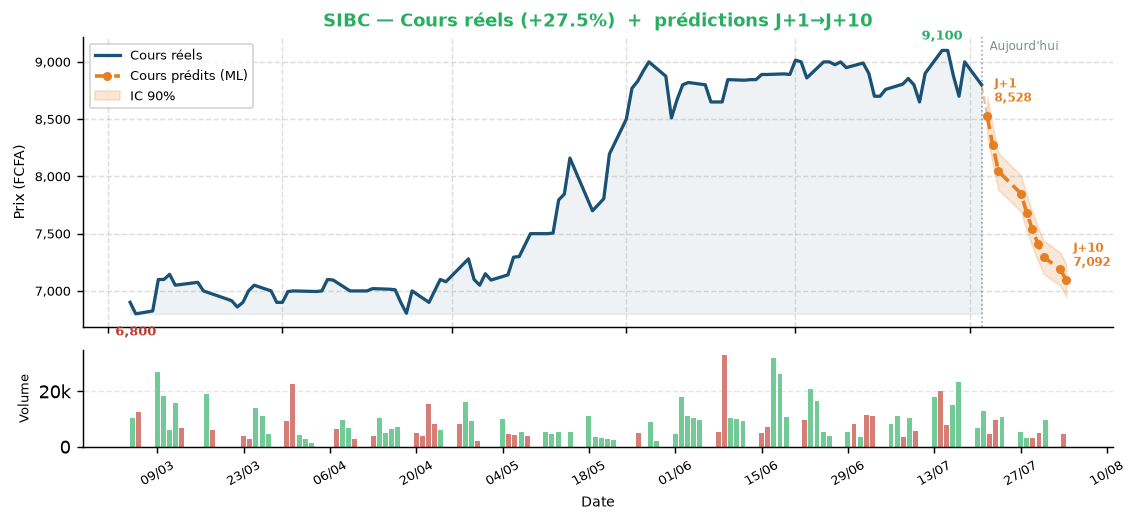 SIBC — Cours réels (+27.5%) + prédictions J+1→J+10
Cours réels
Cours prédits (ML)
IC 90%
9,100
Aujourd'hui
J+1
8,528
J+10
7,092
6,800
Prix (FCFA)
9,000
8,500
8,000
7,500
7,000
Volume
20k
0
09/03
23/03
06/04
20/04
04/05
18/05
01/06
15/06
29/06
13/07
27/07
10/08
Date